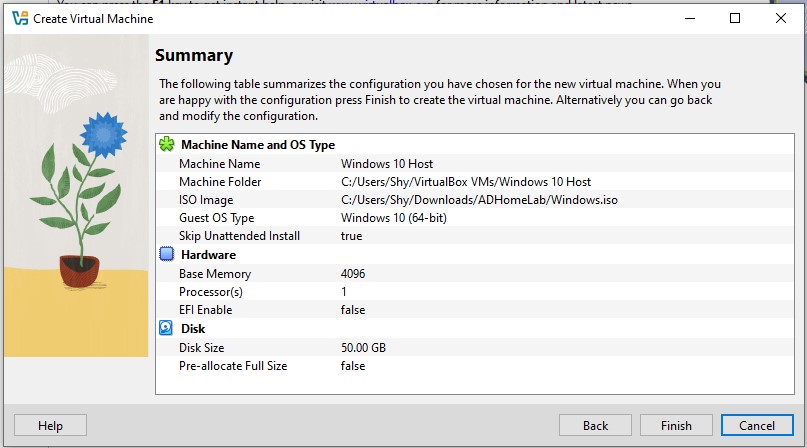 Create Virtual Machine
Summary
The following table summarizes the configuration you have chosen for the new virtual machine. When you
are happy with the configuration press Finish to create the virtual machine. Alternatively you can go back
and modify the configuration.
Machine Name and OS Type
Machine Name Windows 10 Host
Machine Folder C:/Users/Shy/VirtualBox VMs/Windows 10 Host
ISO Image C:/Users/Shy/Downloads/ADHomeLab/Windows.iso
Guest OS Type Windows 10 (64-bit)
Skip Unattended Install true
Hardware
Base Memory 4096
Processor(s) 1
EFI Enable false
Disk
Disk Size 50.00 GB
Pre-allocate Full Size false
Help Back Finish Cancel